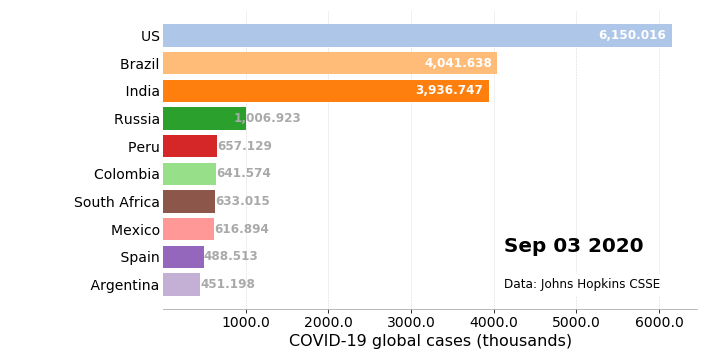 US 6,150.016
Brazil 4,041.638
India 3,936.747
Russia 1,006.923
Peru 657.129
Colombia 641.574
South Africa 633.015
Mexico 616.894
Spain 488.513
Argentina 451.198
Sep 03 2020
Data: Johns Hopkins CSSE
1000.0 2000.0 3000.0 4000.0 5000.0 6000.0
COVID-19 global cases (thousands)